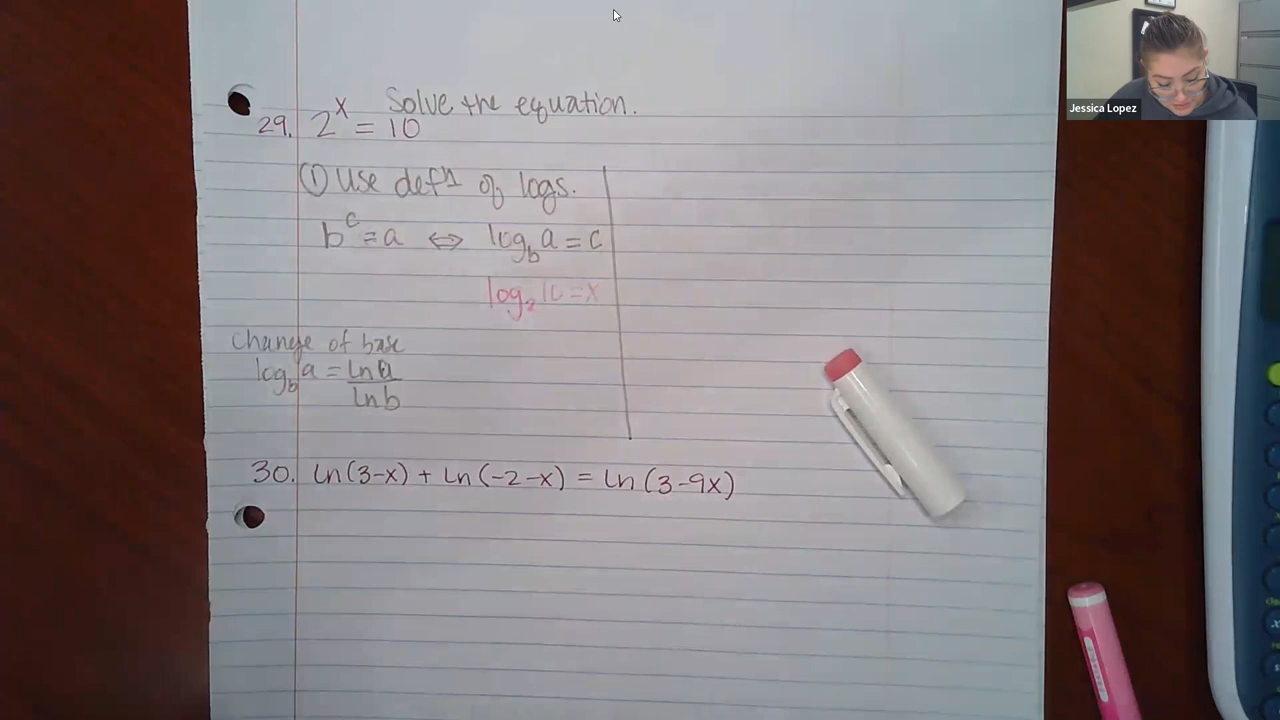 Solve the equation.
29. 2^x = 10
① Use def'n of logs.
b^c = a ⇔ log_b a = c
log_2 10 = x
Change of base
log_b a = ln a / ln b
30. ln(3-x) + ln(-2-x) = ln(3-9x)
Jessica Lopez